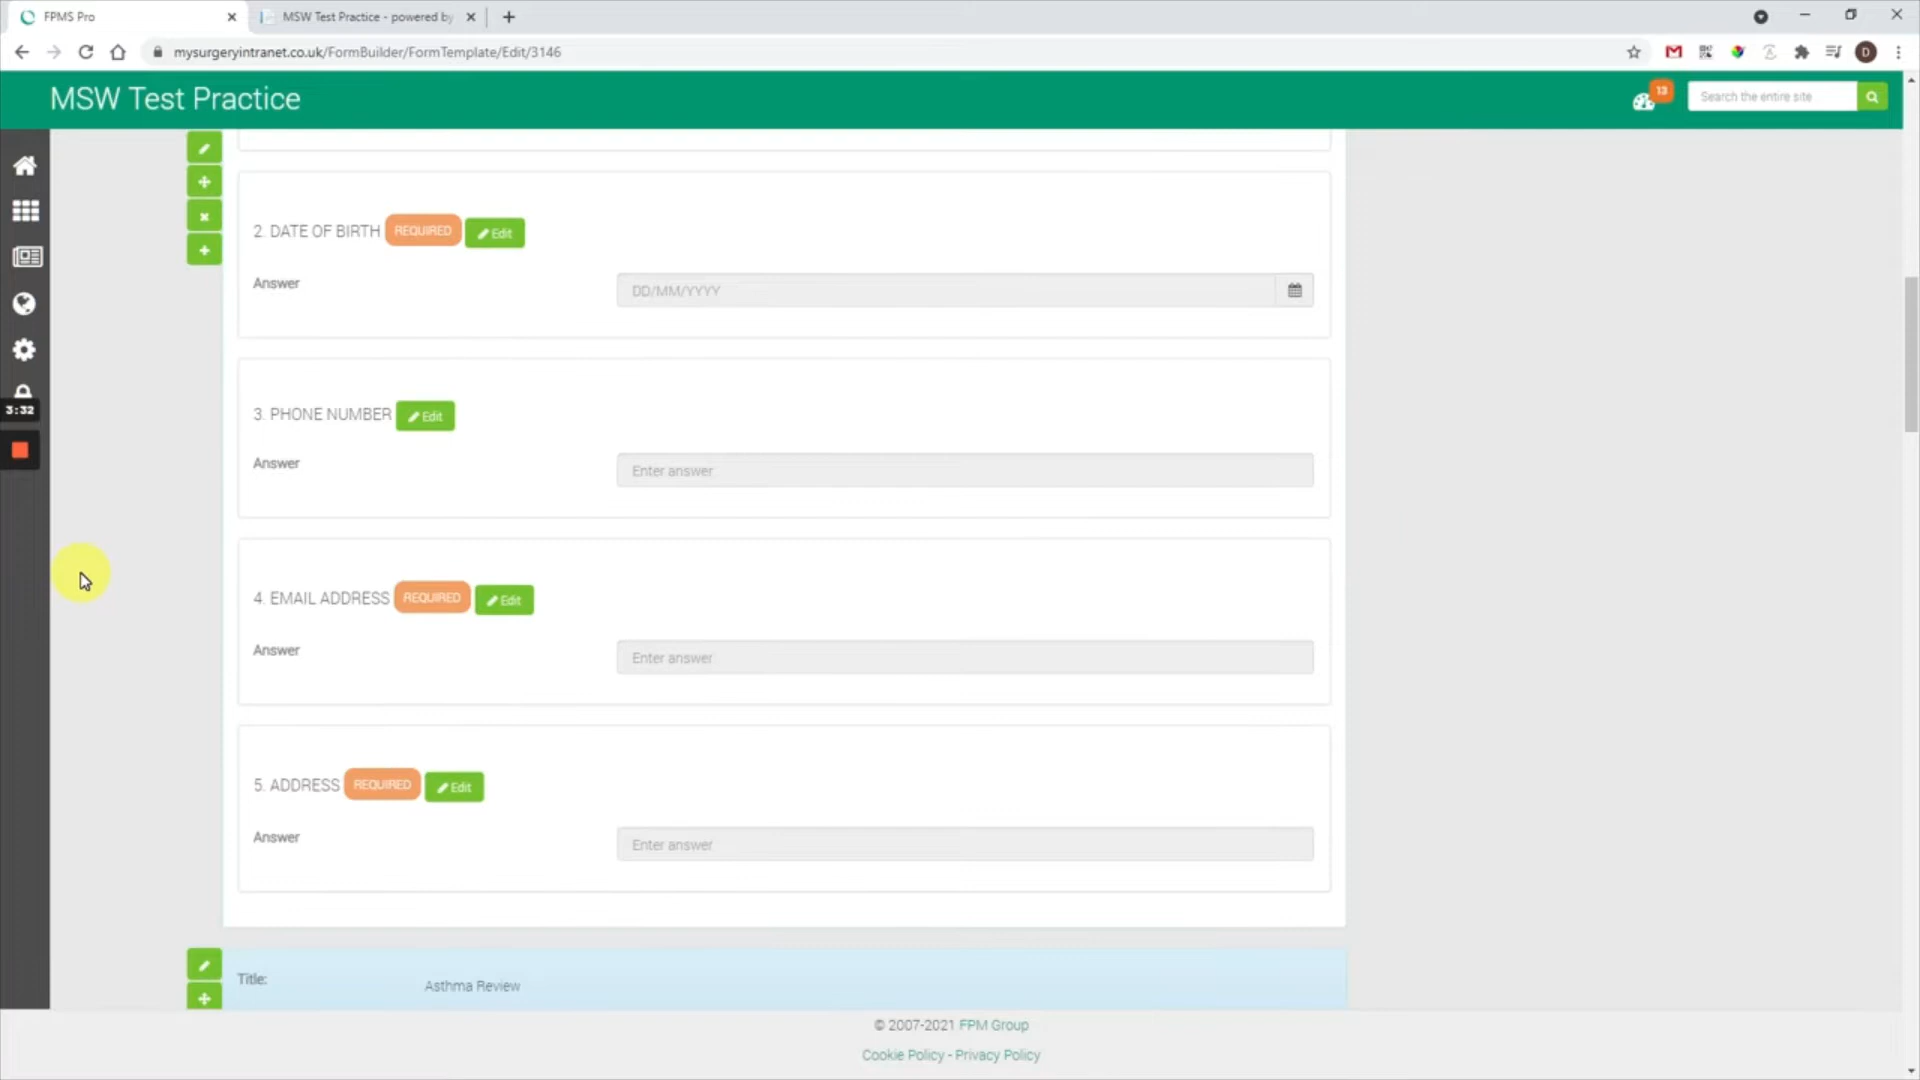 FPMS Pro
MSW Test Practice - powered by
mysurgeryintranet.co.uk/FormBuilder/FormTemplate/Edit/3146
D
MSW Test Practice
13
Search the entire site
2. DATE OF BIRTH REQUIRED Edit
Answer
DD/MM/YYYY
3. PHONE NUMBER Edit
3:32
Answer
Enter answer
4. EMAIL ADDRESS REQUIRED Edit
Answer
Enter answer
5. ADDRESS REQUIRED Edit
Answer
Enter answer
Title:
Asthma Review
© 2007-2021 FPM Group
Cookie Policy - Privacy Policy